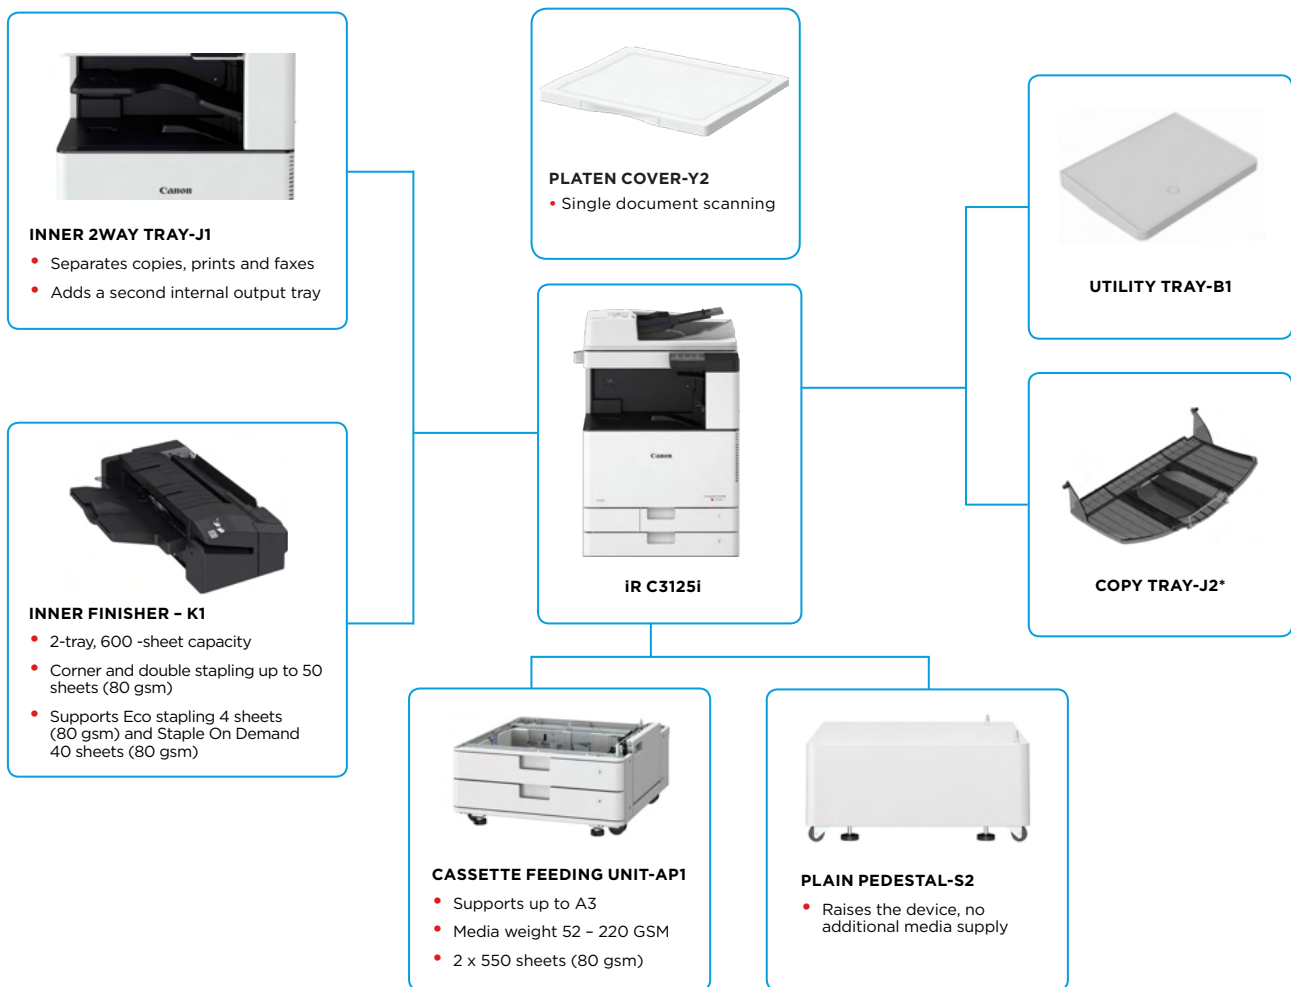 Canon
INNER 2WAY TRAY-J1
• Separates copies, prints and faxes
• Adds a second internal output tray
PLATEN COVER-Y2
• Single document scanning
UTILITY TRAY-B1
Canon
iR C3125i
COPY TRAY-J2*
INNER FINISHER – K1
• 2-tray, 600 -sheet capacity
• Corner and double stapling up to 50
sheets (80 gsm)
• Supports Eco stapling 4 sheets
(80 gsm) and Staple On Demand
40 sheets (80 gsm)
CASSETTE FEEDING UNIT-AP1
• Supports up to A3
• Media weight 52 – 220 GSM
• 2 x 550 sheets (80 gsm)
PLAIN PEDESTAL-S2
• Raises the device, no
additional media supply